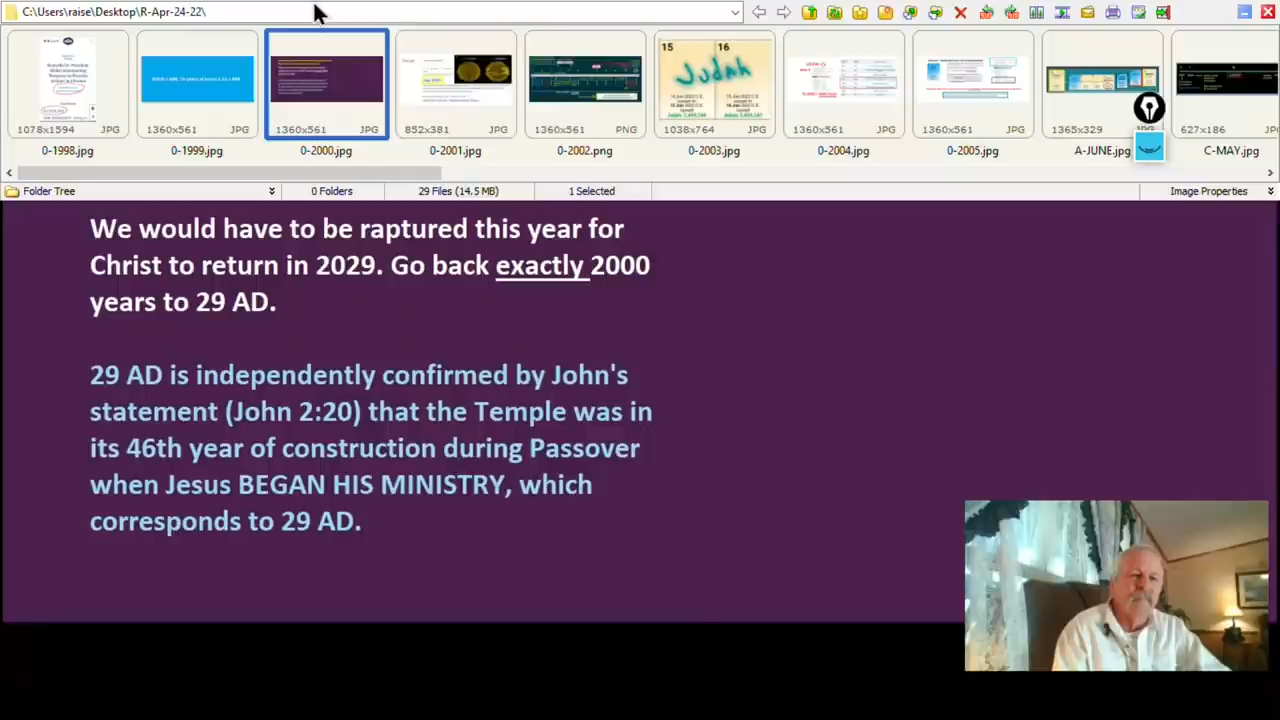 C:\Users\raise\Desktop\R-Apr-24-22\
15 16
1078x1594 JPG
1360x561 JPG
1360x561 JPG
852x381 JPG
1360x561 PNG
1038x764 JPG
1360x561 JPG
1360x561 JPG
1365x329 JPG
627x186 JPG
0-1998.jpg
0-1999.jpg
0-2000.jpg
0-2001.jpg
0-2002.png
0-2003.jpg
0-2004.jpg
0-2005.jpg
A-JUNE.jpg
C-MAY.jpg
Folder Tree
0 Folders
29 Files (14.5 MB)
1 Selected
Image Properties
We would have to be raptured this year for
Christ to return in 2029. Go back exactly 2000
years to 29 AD.
29 AD is independently confirmed by John's
statement (John 2:20) that the Temple was in
its 46th year of construction during Passover
when Jesus BEGAN HIS MINISTRY, which
corresponds to 29 AD.